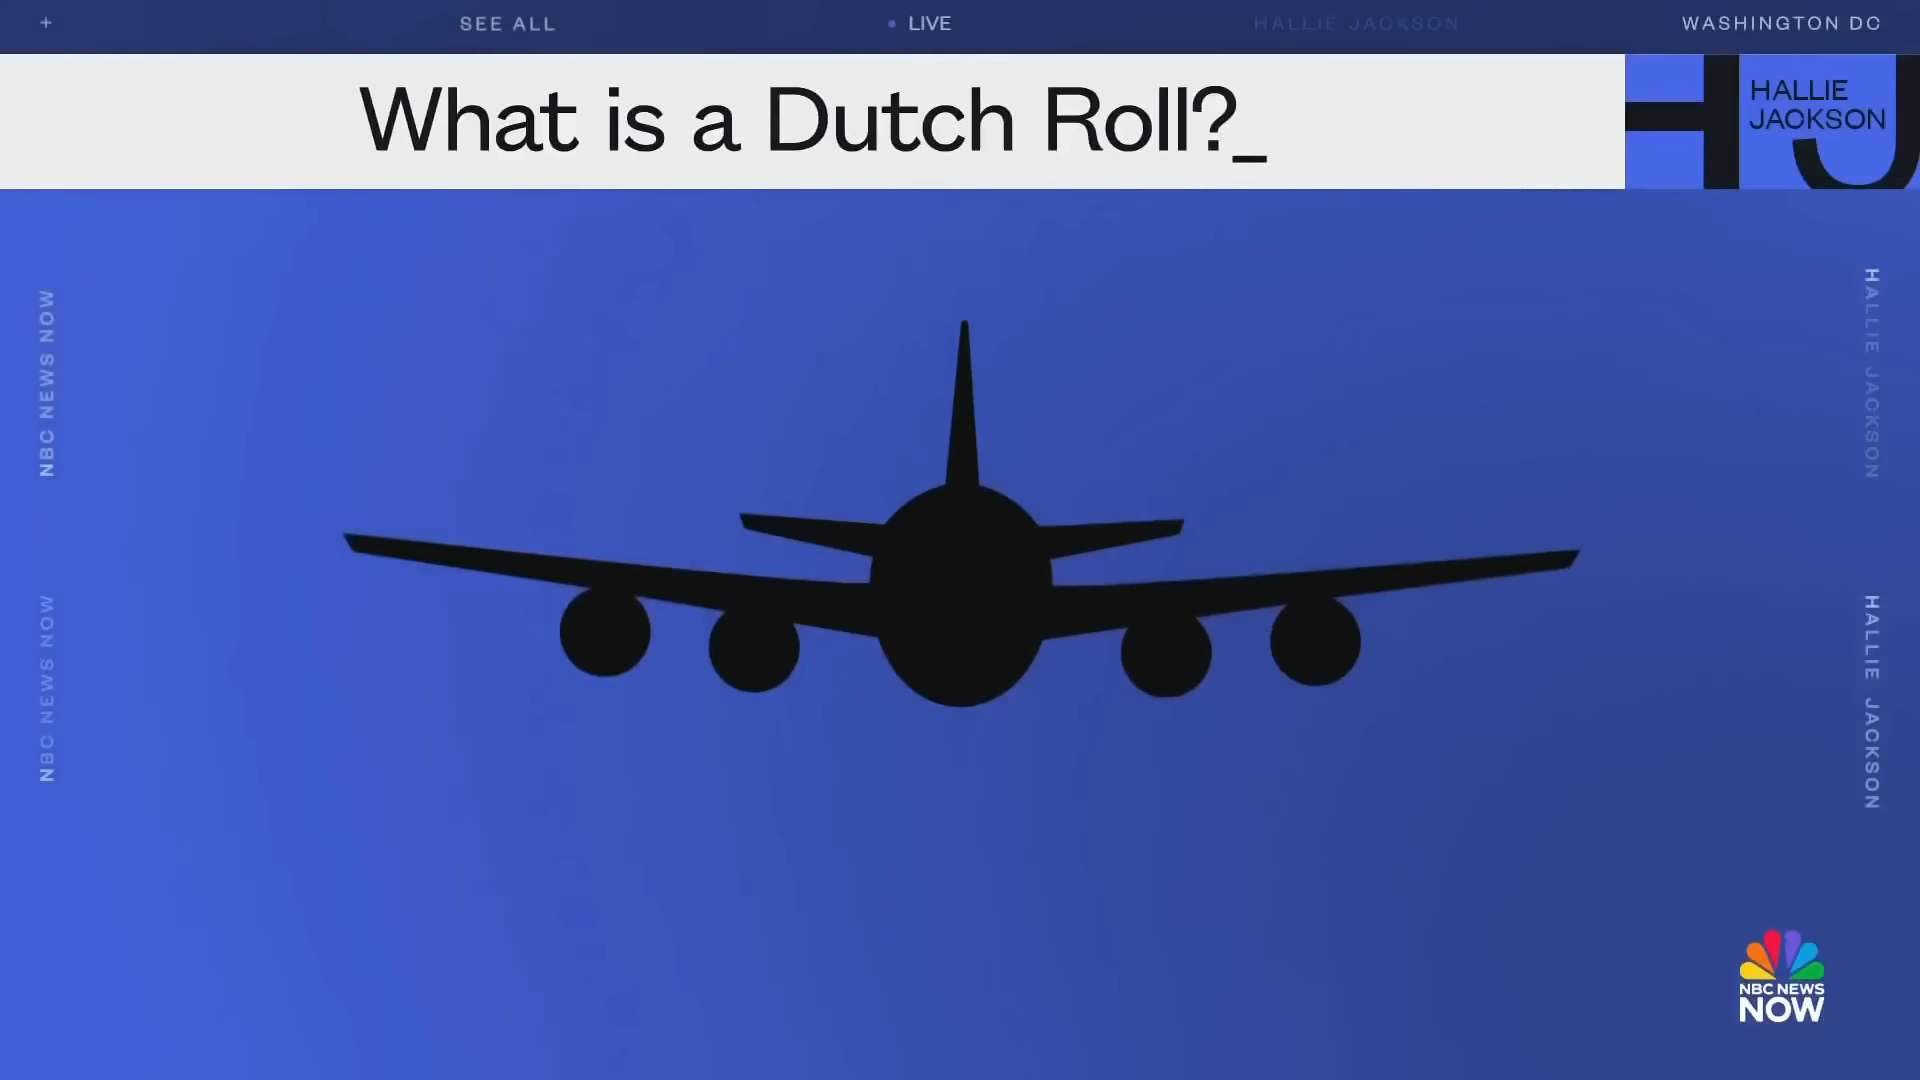 +
SEE ALL
LIVE
HALLIE JACKSON
WASHINGTON DC
What is a Dutch Roll?_
HJ
HALLIE
JACKSON
NBC NEWS NOW
NBC NEWS NOW
HALLIE JACKSON
HALLIE JACKSON
NBC NEWS
NOW